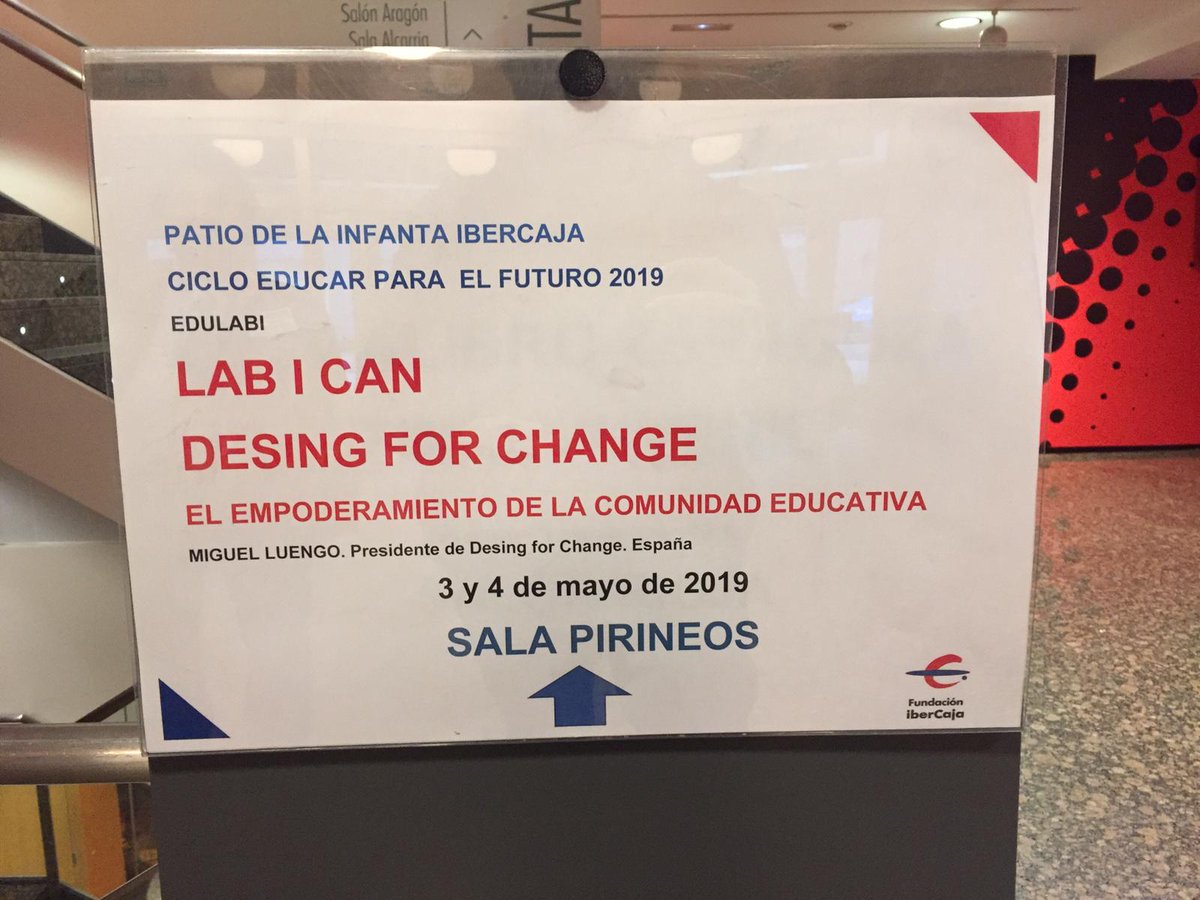 Salón Aragón
Sala Alcarria
TA
PATIO DE LA INFANTA IBERCAJA
CICLO EDUCAR PARA EL FUTURO 2019
EDULABI
LAB I CAN
DESING FOR CHANGE
EL EMPODERAMIENTO DE LA COMUNIDAD EDUCATIVA
MIGUEL LUENGO. Presidente de Desing for Change. España
3 y 4 de mayo de 2019
SALA PIRINEOS
Fundación
iberCaja